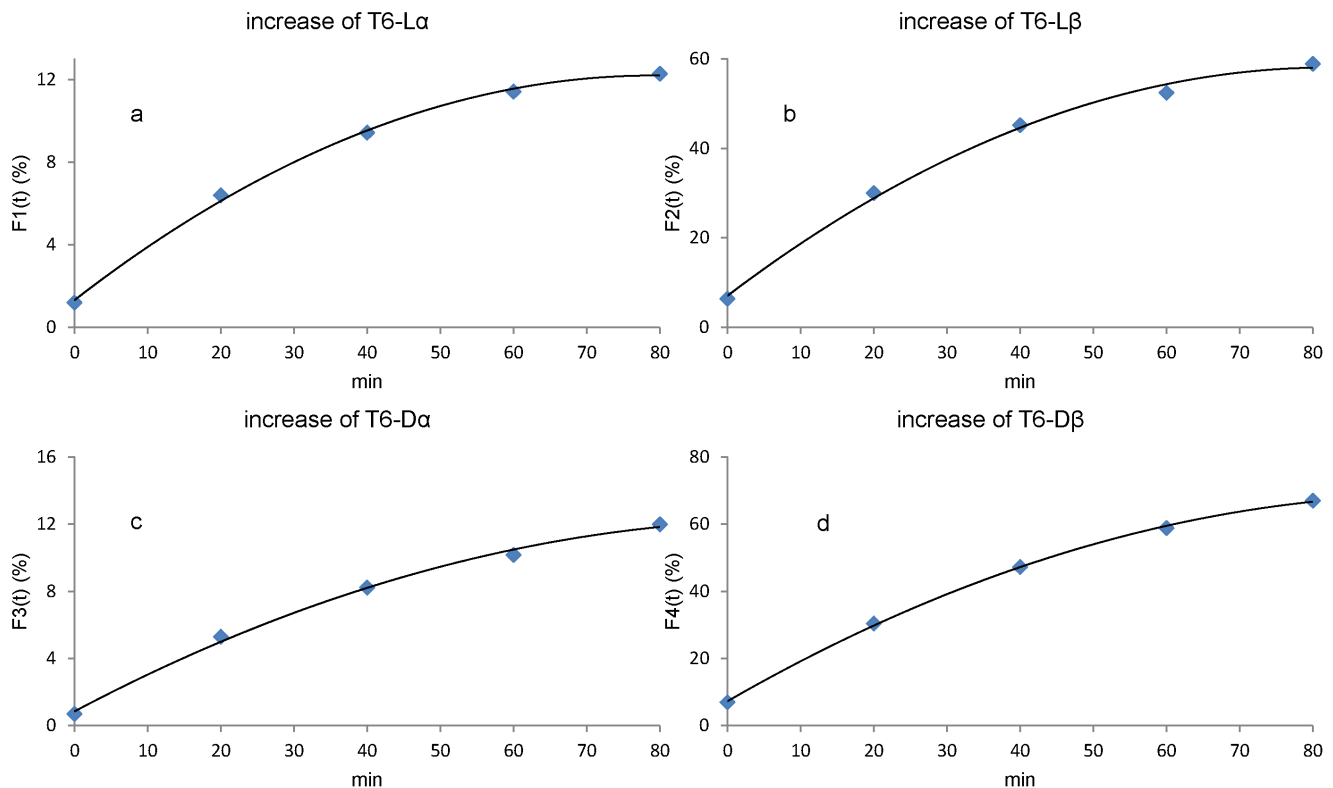 increase of T6-Lα
12
8
4
0
F1(t) (%)
a
0 10 20 30 40 50 60 70 80
min
increase of T6-Lβ
60
40
20
0
F2(t) (%)
b
0 10 20 30 40 50 60 70 80
min
increase of T6-Dα
16
12
8
4
0
F3(t) (%)
c
0 10 20 30 40 50 60 70 80
min
increase of T6-Dβ
80
60
40
20
0
F4(t) (%)
d
0 10 20 30 40 50 60 70 80
min